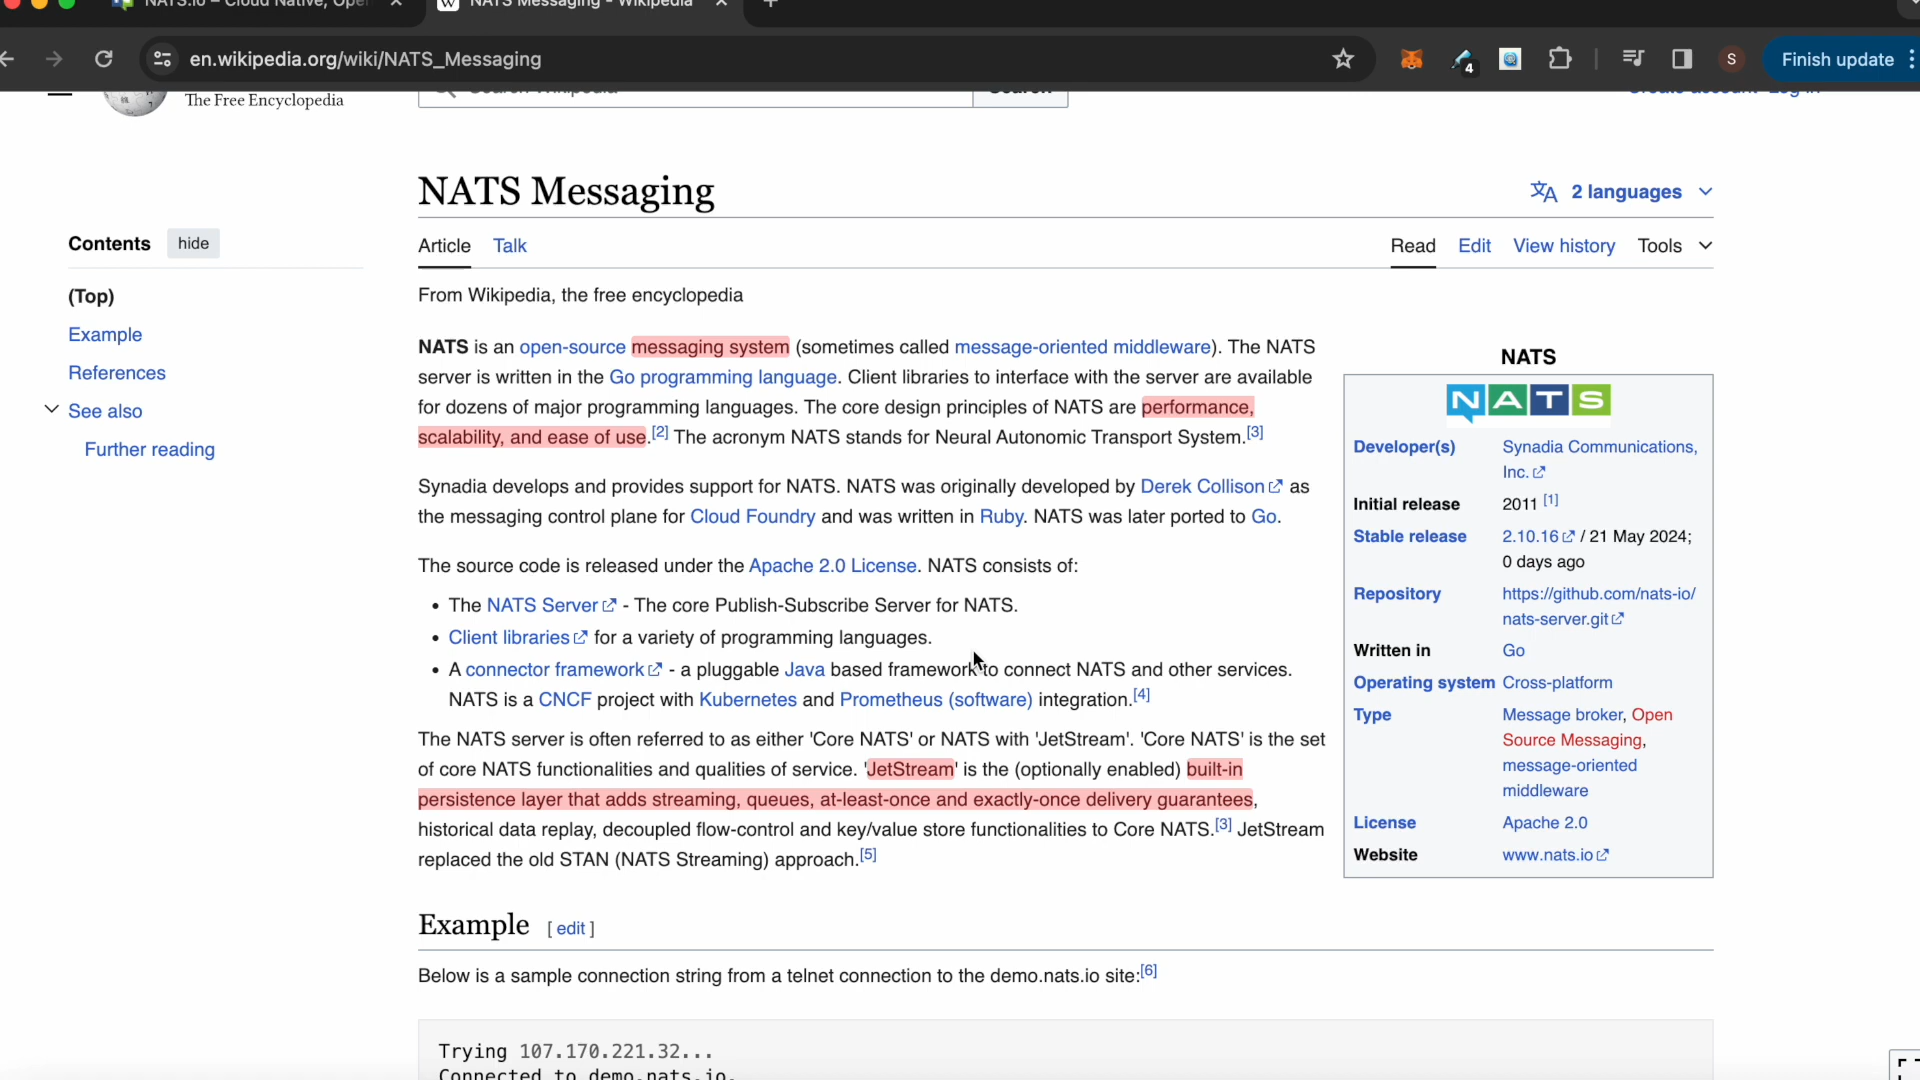 NATS Messaging - Wikipedia
en.wikipedia.org/wiki/NATS_Messaging
4
S
Finish update
The Free Encyclopedia
NATS Messaging
2 languages
Contents hide
Article Talk
Read Edit View history Tools
(Top)
Example
References
See also
Further reading
From Wikipedia, the free encyclopedia
NATS is an open-source messaging system (sometimes called message-oriented middleware). The NATS
server is written in the Go programming language. Client libraries to interface with the server are available
for dozens of major programming languages. The core design principles of NATS are performance,
scalability, and ease of use.[2] The acronym NATS stands for Neural Autonomic Transport System.[3]
Synadia develops and provides support for NATS. NATS was originally developed by Derek Collison as
the messaging control plane for Cloud Foundry and was written in Ruby. NATS was later ported to Go.
The source code is released under the Apache 2.0 License. NATS consists of:
• The NATS Server - The core Publish-Subscribe Server for NATS.
• Client libraries for a variety of programming languages.
• A connector framework - a pluggable Java based framework to connect NATS and other services.
NATS is a CNCF project with Kubernetes and Prometheus (software) integration.[4]
The NATS server is often referred to as either 'Core NATS' or NATS with 'JetStream'. 'Core NATS' is the set
of core NATS functionalities and qualities of service. 'JetStream' is the (optionally enabled) built-in
persistence layer that adds streaming, queues, at-least-once and exactly-once delivery guarantees,
historical data replay, decoupled flow-control and key/value store functionalities to Core NATS.[3] JetStream
replaced the old STAN (NATS Streaming) approach.[5]
NATS
NATS
Developer(s) Synadia Communications,
Inc.
Initial release 2011 [1]
Stable release 2.10.16 / 21 May 2024;
0 days ago
Repository https://github.com/nats-io/
nats-server.git
Written in Go
Operating system Cross-platform
Type Message broker, Open
Source Messaging,
message-oriented
middleware
License Apache 2.0
Website www.nats.io
Example [ edit ]
Below is a sample connection string from a telnet connection to the demo.nats.io site:[6]
Trying 107.170.221.32...
Connected to demo.nats.io.